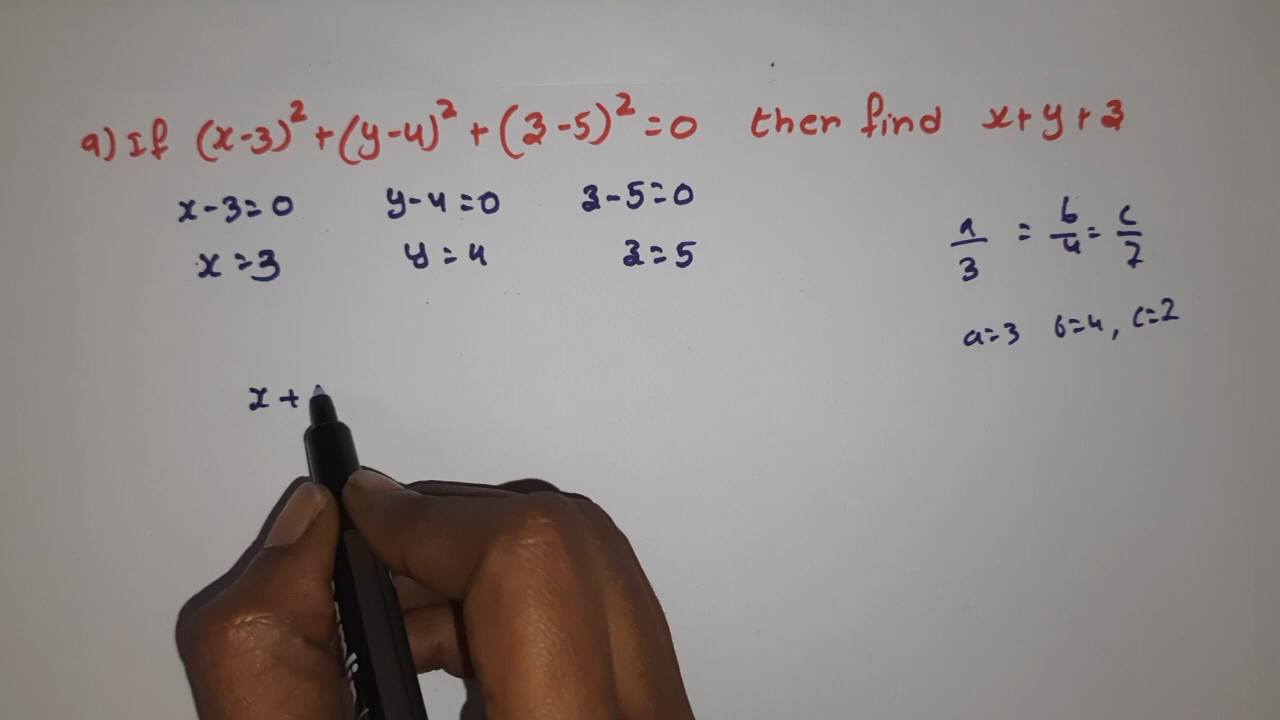 a) If (x-3)² + (y-4)² + (z-5)² = 0 then find x+y+z
x-3=0 y-4=0 z-5=0
x=3 y=4 z=5
a/3 = b/4 = c/7
a=3 b=4, c=2
x+